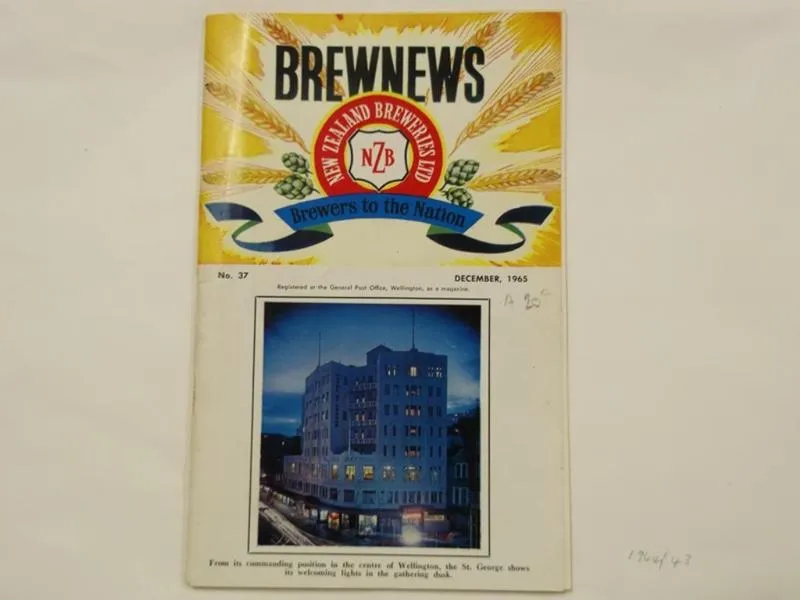 BREWNEWS
NEW ZEALAND BREWERIES LTD
NZB
Brewers to the Nation
No. 37
DECEMBER, 1965
Registered at the General Post Office, Wellington, as a magazine.
From its commanding position in the centre of Wellington, the St. George shows
its welcoming lights in the gathering dusk.